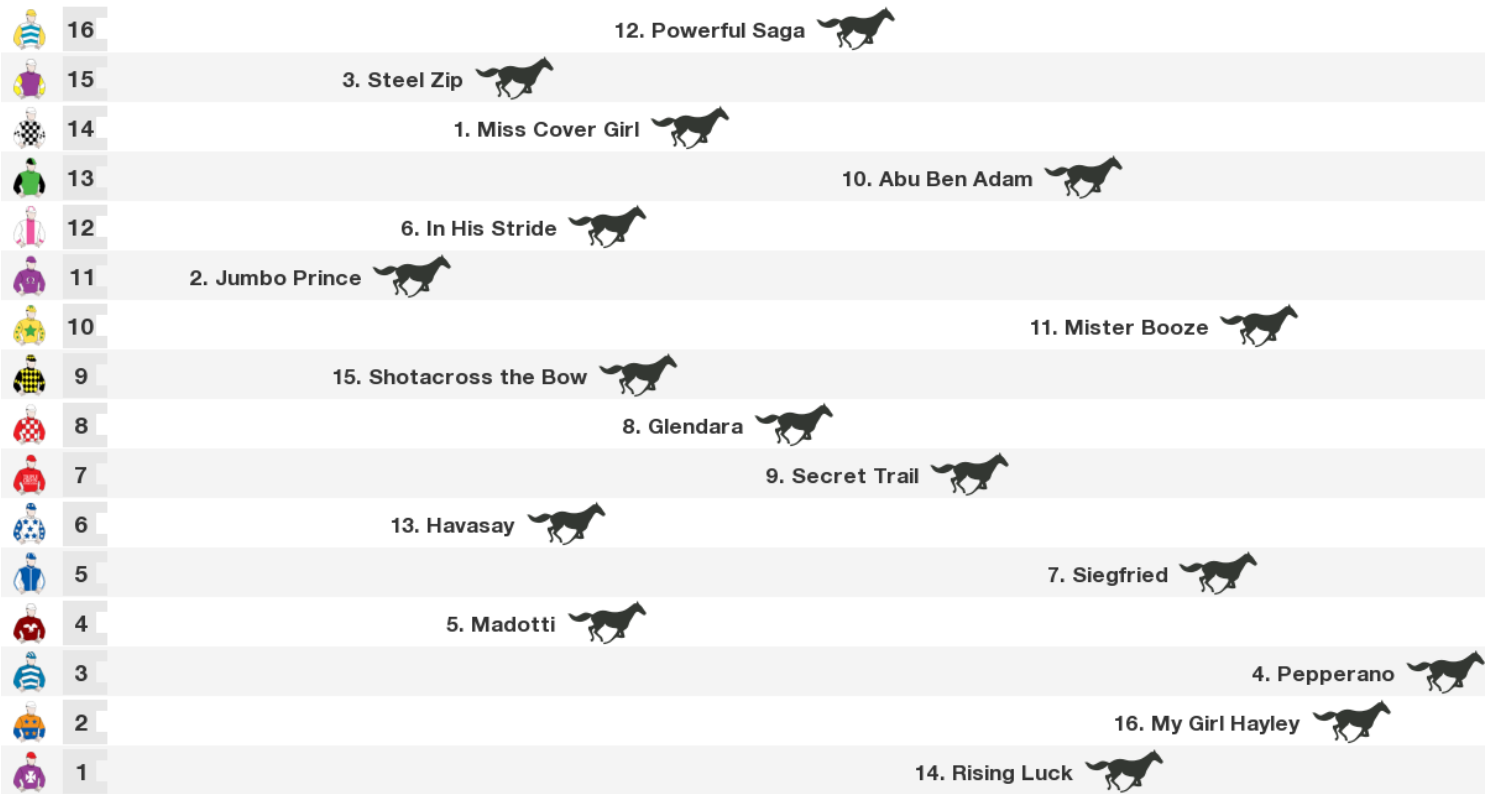 16 12. Powerful Saga
15 3. Steel Zip
14 1. Miss Cover Girl
13 10. Abu Ben Adam
12 6. In His Stride
11 2. Jumbo Prince
10 11. Mister Booze
9 15. Shotacross the Bow
8 8. Glendara
7 9. Secret Trail
6 13. Havasay
5 7. Siegfried
4 5. Madotti
3 4. Pepperano
2 16. My Girl Hayley
1 14. Rising Luck